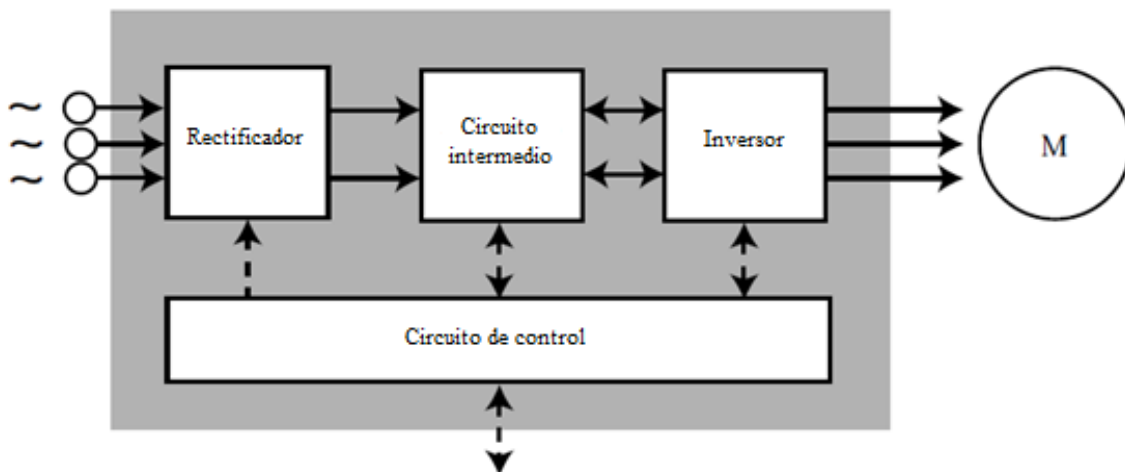 ~
~
~
Rectificador
Circuito
intermedio
Inversor
M
Circuito de control